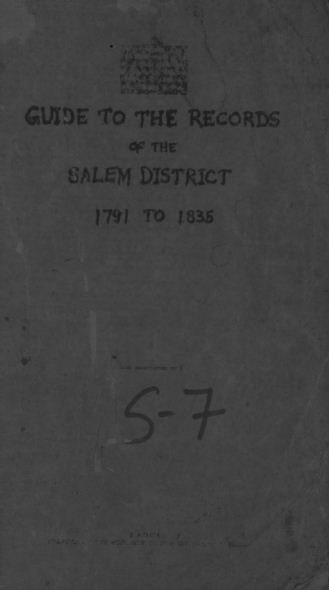 GUIDE TO THE RECORDS
OF THE
SALEM DISTRICT
1791 TO 1835
S-7